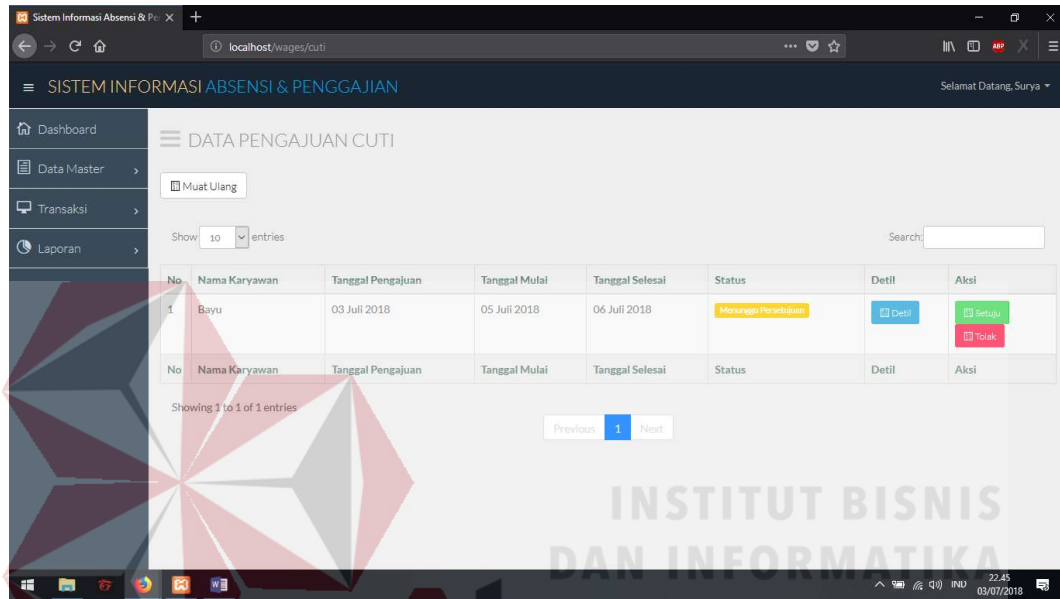 Sistem Informasi Absensi & Pe
localhost/wages/cuti
ABP
SISTEM INFORMASI ABSENSI & PENGGAJIAN
Selamat Datang, Surya
Dashboard
Data Master
Transaksi
Laporan
DATA PENGAJUAN CUTI
Muat Ulang
Show 10 entries
Search:
No Nama Karyawan Tanggal Pengajuan Tanggal Mulai Tanggal Selesai Status Detil Aksi
1 Bayu 03 Juli 2018 05 Juli 2018 06 Juli 2018 Menunggu Persetujuan Detil Setuju
Tolak
No Nama Karyawan Tanggal Pengajuan Tanggal Mulai Tanggal Selesai Status Detil Aksi
Showing 1 to 1 of 1 entries
Previous 1 Next
INSTITUT BISNIS
DAN INFORMATIKA
IND
22.45
03/07/2018